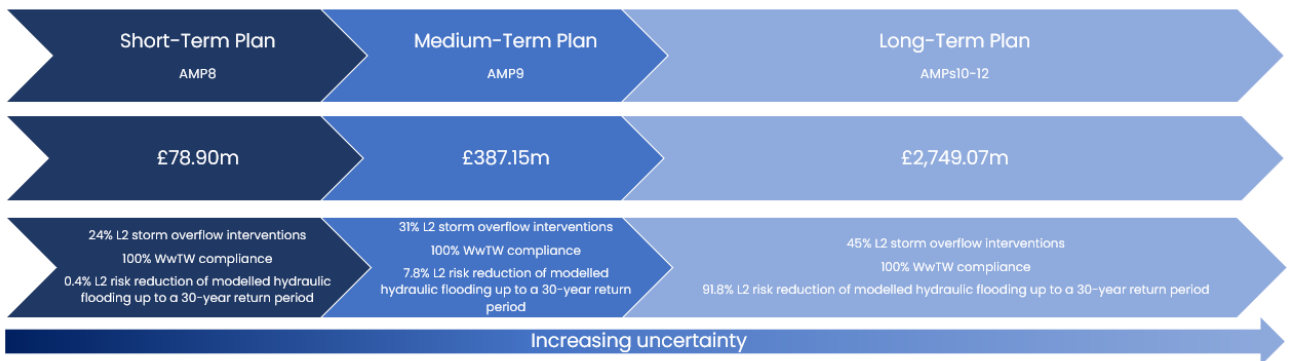 Short-Term Plan
AMP8
Medium-Term Plan
AMP9
Long-Term Plan
AMPs10-12
£78.90m
£387.15m
£2,749.07m
24% L2 storm overflow interventions
100% WwTW compliance
0.4% L2 risk reduction of modelled hydraulic
flooding up to a 30-year return period
31% L2 storm overflow interventions
100% WwTW compliance
7.8% L2 risk reduction of modelled
hydraulic flooding up to a 30-year return
period
45% L2 storm overflow interventions
100% WwTW compliance
91.8% L2 risk reduction of modelled hydraulic flooding up to a 30-year return period
Increasing uncertainty